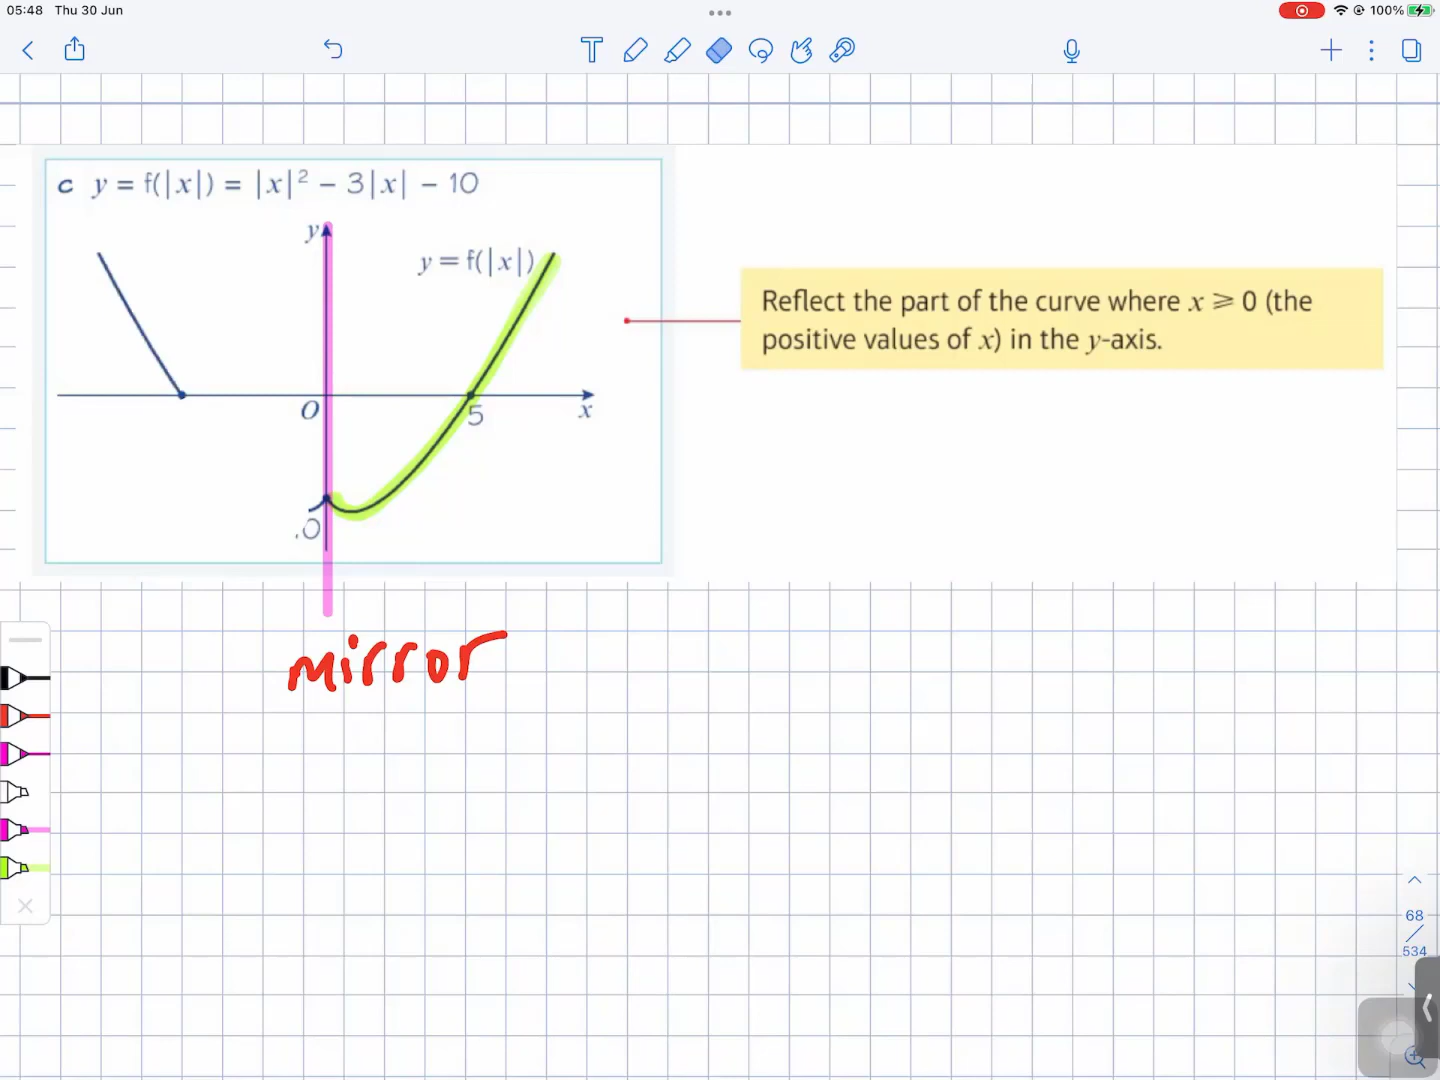 05:48 Thu 30 Jun
100%
T
c y = f(|x|) = |x|² − 3|x| − 10
y
y = f(|x|)
Reflect the part of the curve where x ⩾ 0 (the
positive values of x) in the y-axis.
O
5
x
.0
mirror
68
/
534